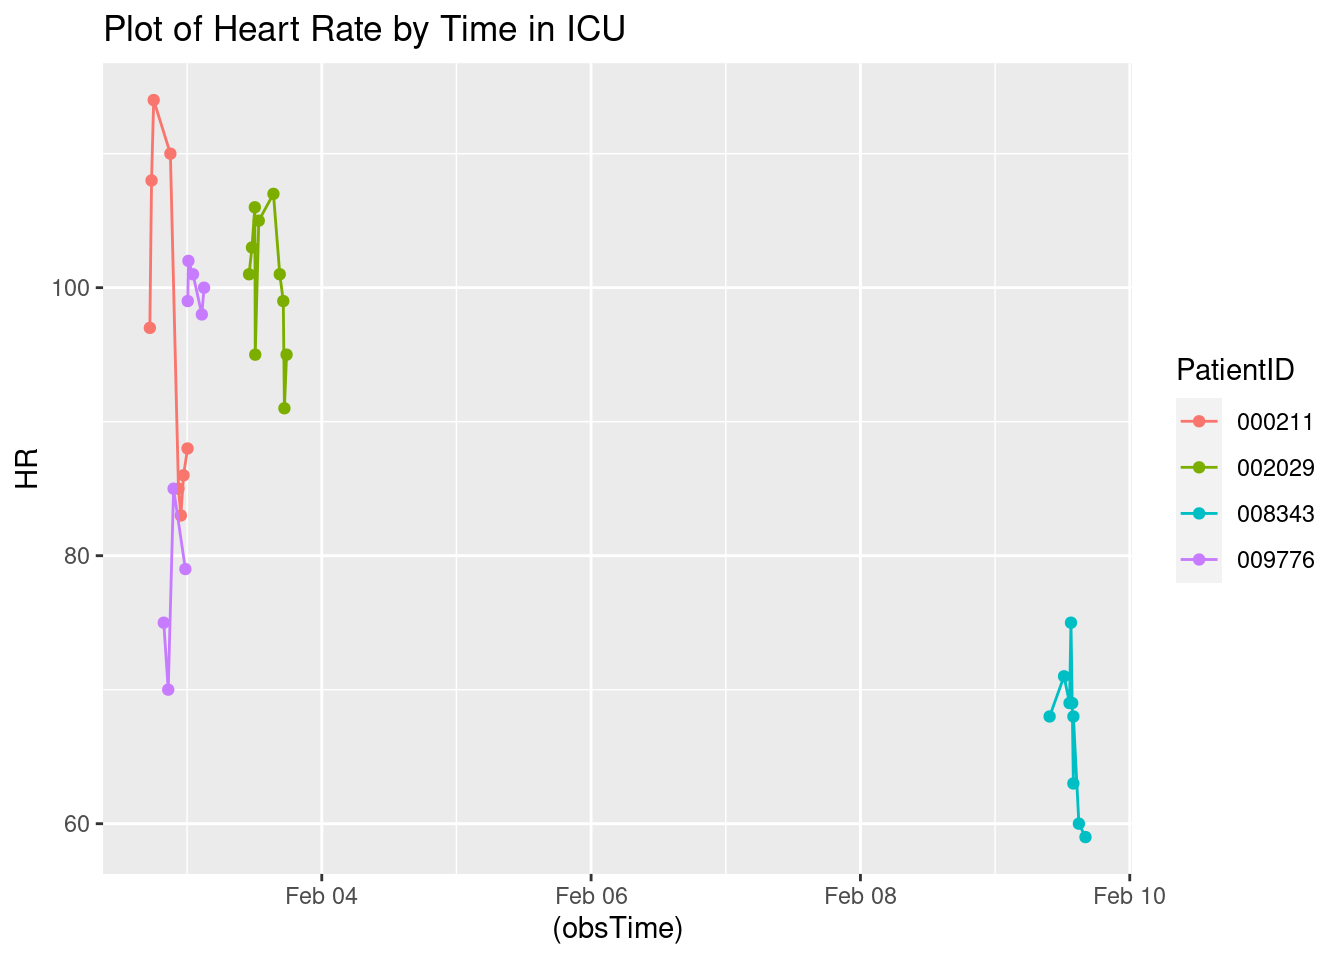 Plot of Heart Rate by Time in ICU
HR
100
80
60
Feb 04
Feb 06
Feb 08
Feb 10
(obsTime)
PatientID
000211
002029
008343
009776